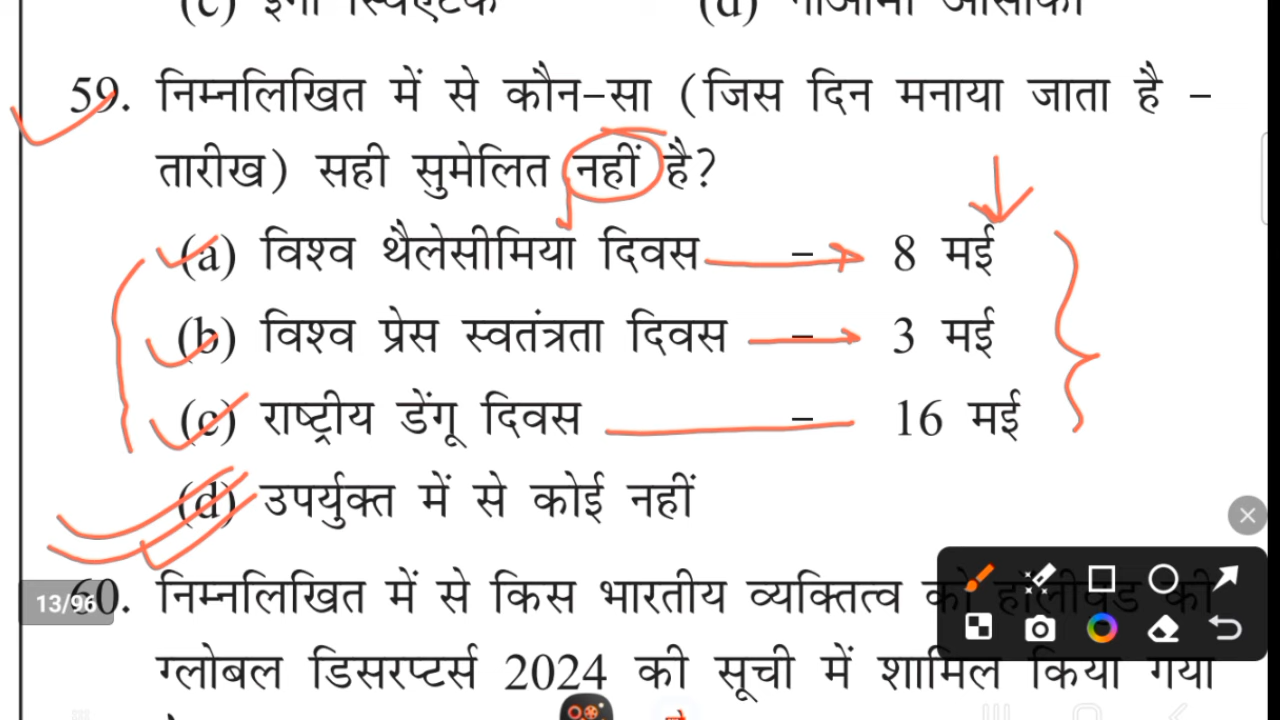 59. निम्नलिखित में से कौन-सा (जिस दिन मनाया जाता है –
तारीख) सही सुमेलित नहीं है?
(a) विश्व थैलेसीमिया दिवस – 8 मई
(b) विश्व प्रेस स्वतंत्रता दिवस – 3 मई
(c) राष्ट्रीय डेंगू दिवस – 16 मई
(d) उपर्युक्त में से कोई नहीं
60. निम्नलिखित में से किस भारतीय व्यक्तित्व को हॉलीवुड की
13/96
ग्लोबल डिसरप्टर्स 2024 की सूची में शामिल किया गया